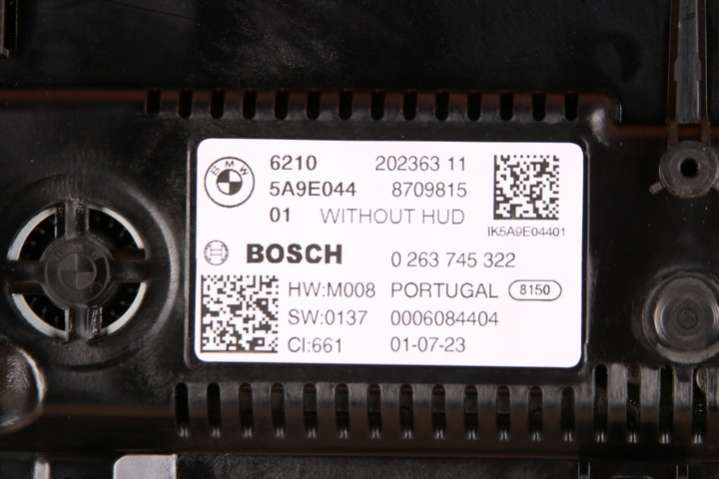 BMW
6210 202363 11
5A9E044 8709815
01 WITHOUT HUD
IK5A9E04401
BOSCH 0 263 745 322
HW:M008 PORTUGAL 8150
SW:0137 0006084404
CI:661 01-07-23